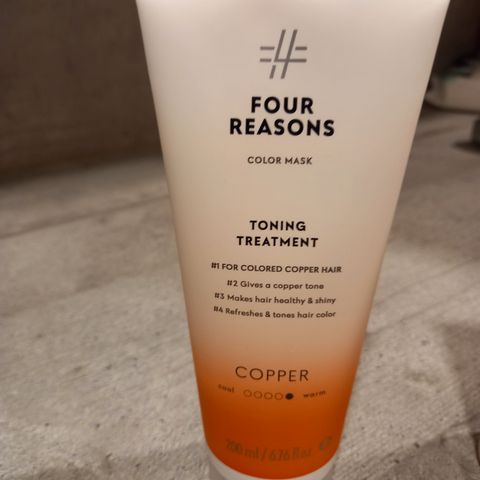 #4
FOUR
REASONS
COLOR MASK
TONING
TREATMENT
#1 FOR COLORED COPPER HAIR
#2 Gives a copper tone
#3 Makes hair healthy & shiny
#4 Refreshes & tones hair color
COPPER
cool warm
200 ml / 6.76 fl.oz. e